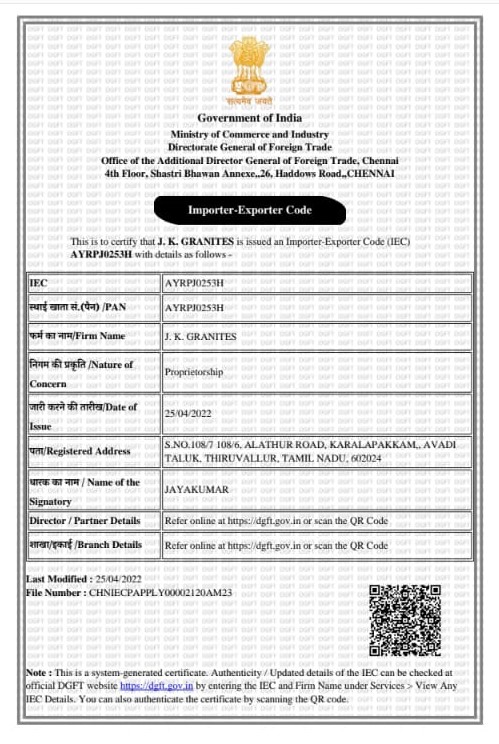 सत्यमेव जयते
Government of India
Ministry of Commerce and Industry
Directorate General of Foreign Trade
Office of the Additional Director General of Foreign Trade, Chennai
4th Floor, Shastri Bhawan Annexe,,26, Haddows Road,,CHENNAI
Importer-Exporter Code
This is to certify that J. K. GRANITES is issued an Importer-Exporter Code (IEC)
AYRPJ0253H with details as follows -
IEC AYRPJ0253H
स्थाई खाता सं.(पैन) /PAN AYRPJ0253H
फर्म का नाम/Firm Name J. K. GRANITES
निगम की प्रकृति /Nature of
Concern
Proprietorship
जारी करने की तारीख/Date of
Issue
25/04/2022
पता/Registered Address
S.NO.108/7 108/6, ALATHUR ROAD, KARALAPAKKAM,, AVADI
TALUK, THIRUVALLUR, TAMIL NADU, 602024
धारक का नाम / Name of the
Signatory
JAYAKUMAR
Director / Partner Details Refer online at https://dgft.gov.in or scan the QR Code
शाखा/इकाई /Branch Details Refer online at https://dgft.gov.in or scan the QR Code
Last Modified : 25/04/2022
File Number : CHNIECPAPPLY00002120AM23
Note : This is a system-generated certificate. Authenticity / Updated details of the IEC can be checked at
official DGFT website https://dgft.gov.in by entering the IEC and Firm Name under Services > View Any
IEC Details. You can also authenticate the certificate by scanning the QR code.